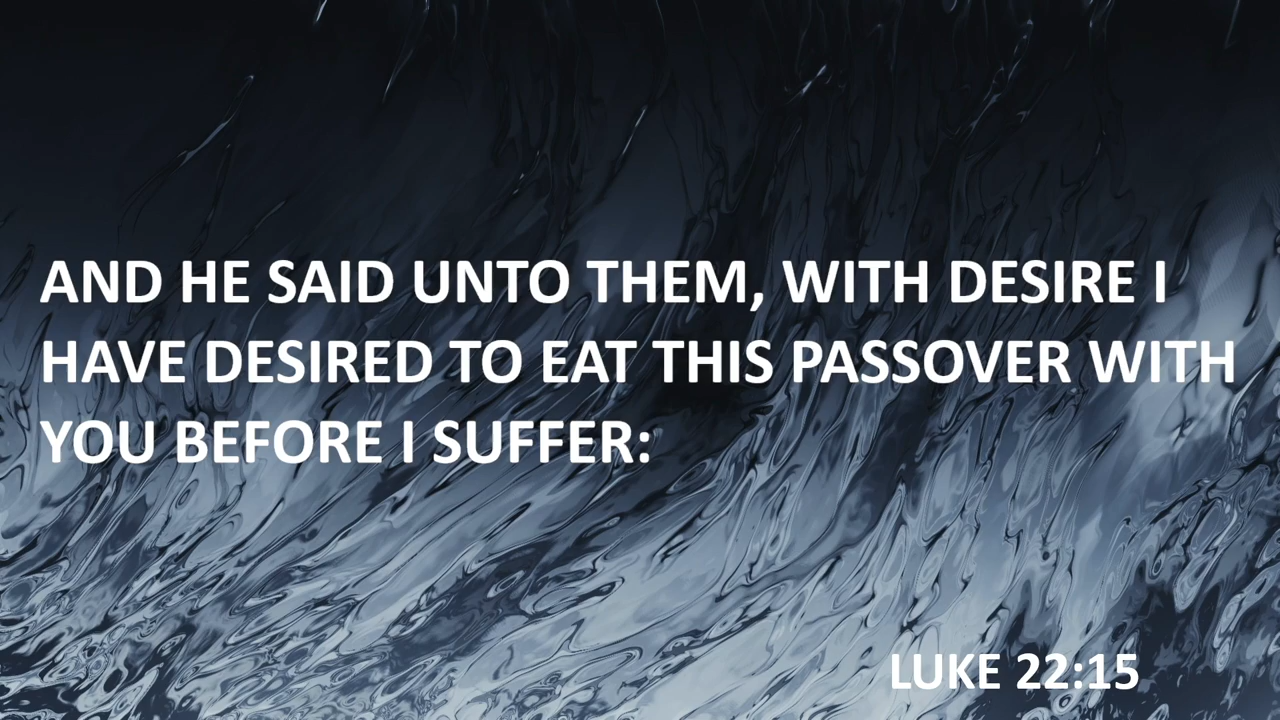 AND HE SAID UNTO THEM, WITH DESIRE I
HAVE DESIRED TO EAT THIS PASSOVER WITH
YOU BEFORE I SUFFER:
LUKE 22:15